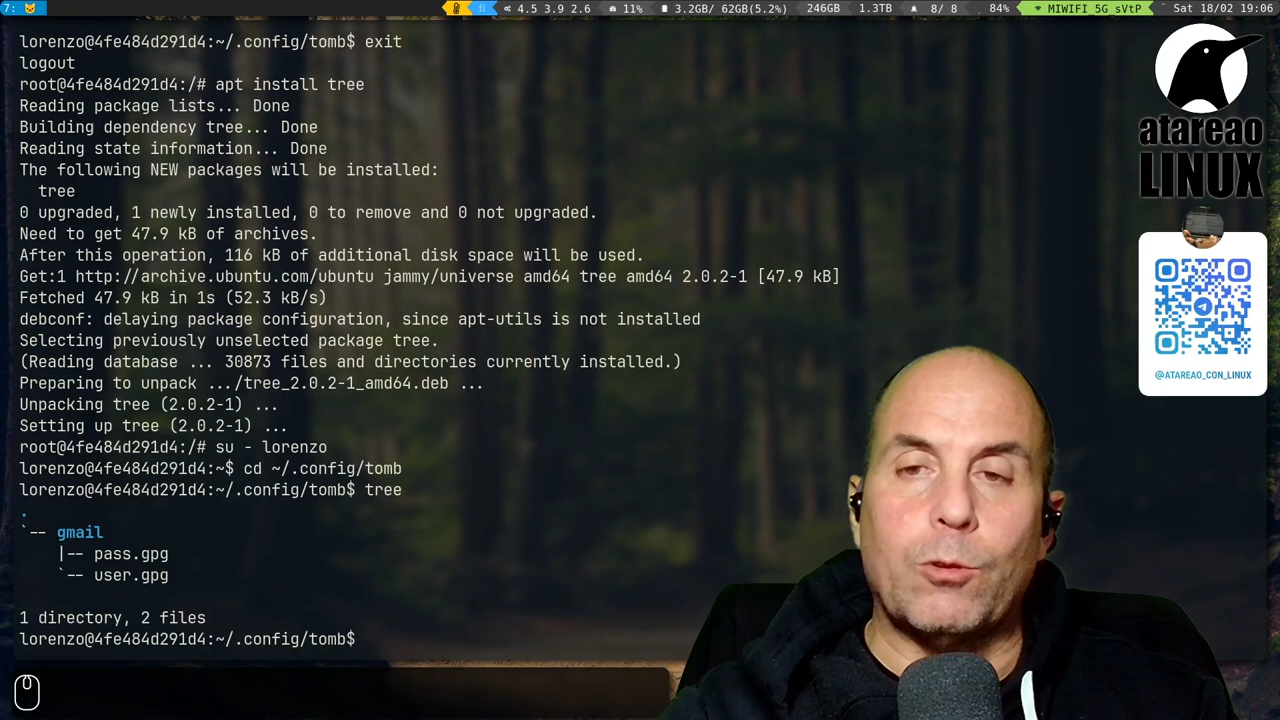 7:
4.5 3.9 2.6 11% 3.2GB/ 62GB(5.2%) 246GB 1.3TB 8/ 8 84% MIWIFI 5G sVtP Sat 18/02 19:06
lorenzo@4fe484d291d4:~/.config/tomb$ exit
logout
root@4fe484d291d4:/# apt install tree
Reading package lists... Done
Building dependency tree... Done
Reading state information... Done
The following NEW packages will be installed:
  tree
0 upgraded, 1 newly installed, 0 to remove and 0 not upgraded.
Need to get 47.9 kB of archives.
After this operation, 116 kB of additional disk space will be used.
Get:1 http://archive.ubuntu.com/ubuntu jammy/universe amd64 tree amd64 2.0.2-1 [47.9 kB]
Fetched 47.9 kB in 1s (52.3 kB/s)
debconf: delaying package configuration, since apt-utils is not installed
Selecting previously unselected package tree.
(Reading database ... 30873 files and directories currently installed.)
Preparing to unpack .../tree_2.0.2-1_amd64.deb ...
Unpacking tree (2.0.2-1) ...
Setting up tree (2.0.2-1) ...
root@4fe484d291d4:/# su - lorenzo
lorenzo@4fe484d291d4:~$ cd ~/.config/tomb
lorenzo@4fe484d291d4:~/.config/tomb$ tree
.
`-- gmail
    |-- pass.gpg
    `-- user.gpg
1 directory, 2 files
lorenzo@4fe484d291d4:~/.config/tomb$
atareao
LINUX
@ATAREAO_CON_LINUX